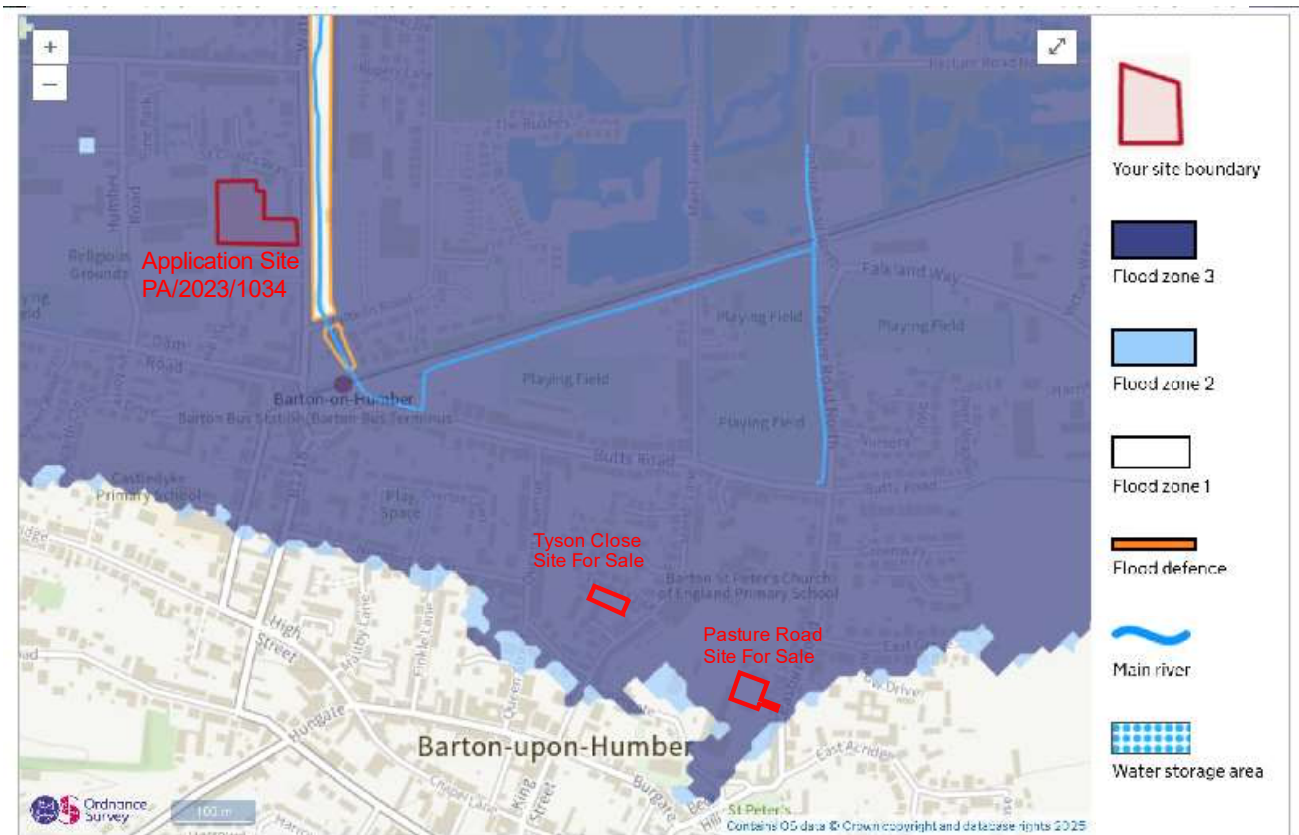 +
−
Application Site
PA/2023/1034
Religious
Grounds
Humber
Road
Dam
Road
Barton-on-Humber
Barton Bus Station, Barton Bus Terminus
Playing Field
Playing Field
Playing Field
Playing Field
Falkland Way
Pasture Road North
Butts Road
Butts Road
Castledyke
Primary School
Play
Space
Tyson Close
Site For Sale
Barton St Peter's Church
of England Primary School
Pasture Road
Site For Sale
High
Street
Maltby Lane
Finkle Lane
Queen
Hungate
Barton-upon-Humber
Chapel Lane
King
Street
Burgate
East Acridge
St Peter's
Ordnance
Survey
100 m
Contains OS data © Crown copyright and database rights 2025
Your site boundary
Flood zone 3
Flood zone 2
Flood zone 1
Flood defence
Main river
Water storage area